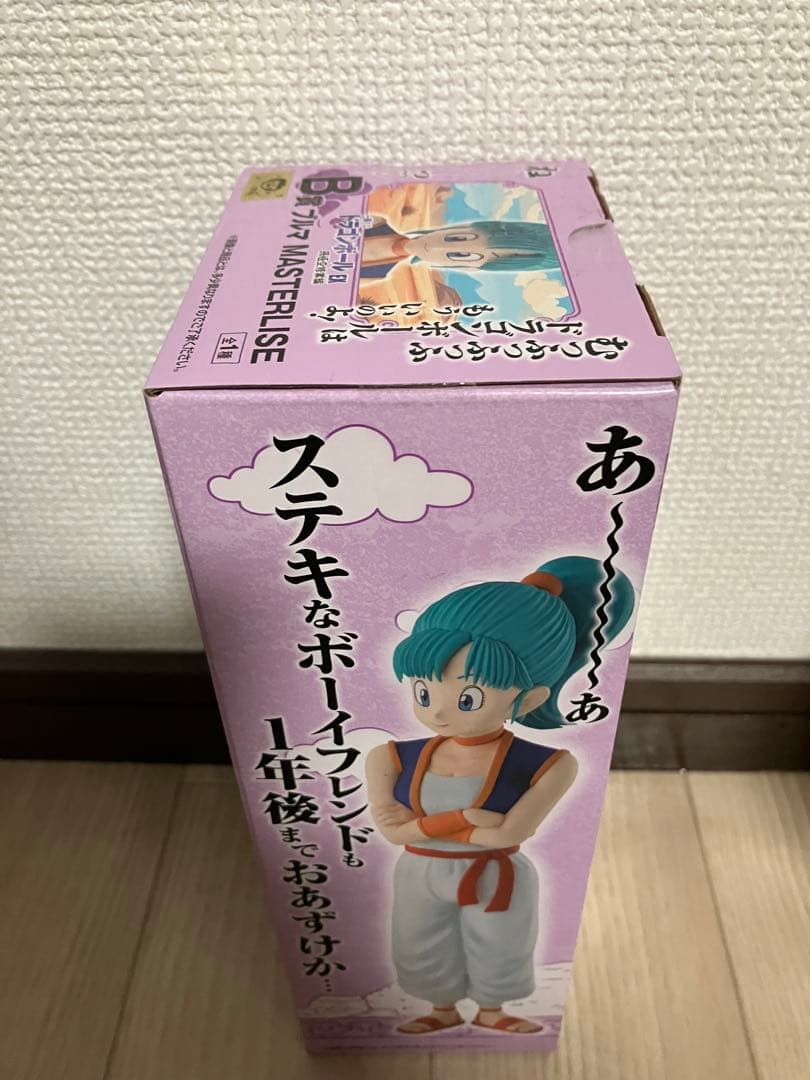 B賞 ブルマ MASTERLISE
ドラゴンボール EX
全1種
むっふっふっふ
ドラゴンボールは
もういいのよ!
あ〜〜〜〜〜ぁ
ステキなボーイフレンドも
1年後までおあずけか…